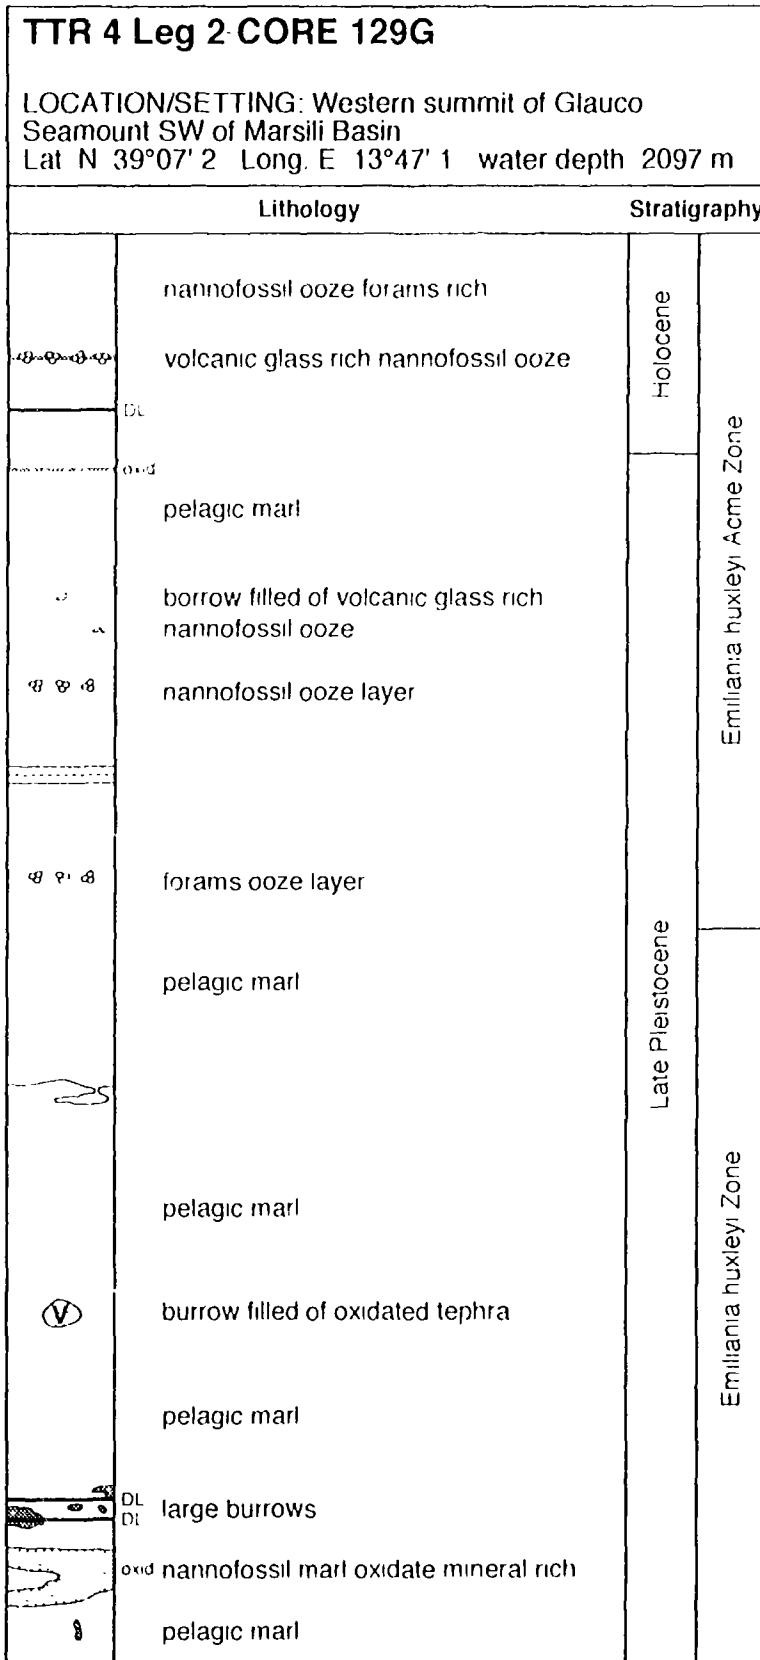 TTR 4 Leg 2 CORE 129G
LOCATION/SETTING: Western summit of Glauco
Seamount SW of Marsili Basin
Lat N 39°07' 2 Long. E 13°47' 1 water depth 2097 m
Lithology
Stratigraphy
nannofossil ooze forams rich
volcanic glass rich nannofossil ooze
DL
oxid
pelagic marl
borrow filled of volcanic glass rich
nannofossil ooze
nannofossil ooze layer
forams ooze layer
pelagic marl
pelagic marl
V
burrow filled of oxidated tephra
pelagic marl
DL
DL
large burrows
oxid
nannofossil marl oxidate mineral rich
pelagic marl
Holocene
Late Pleistocene
Emiliania huxleyi Acme Zone
Emiliania huxleyi Zone